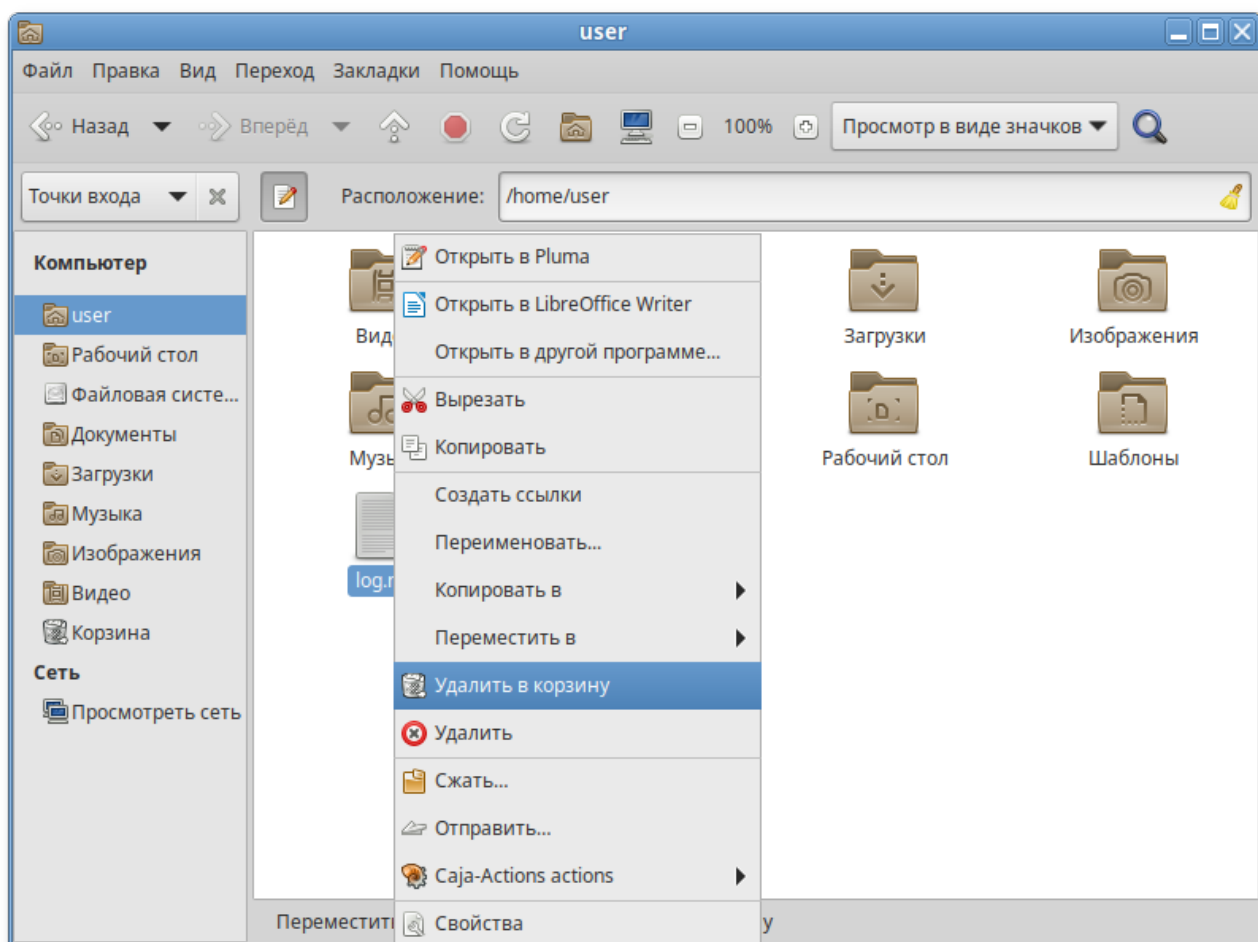 user
Файл Правка Вид Переход Закладки Помощь
Назад Вперёд 100% Просмотр в виде значков
Точки входа Расположение: /home/user
Компьютер
user
Рабочий стол
Файловая систе...
Документы
Загрузки
Музыка
Изображения
Видео
Корзина
Сеть
Просмотреть сеть
Загрузки
Изображения
Рабочий стол
Шаблоны
Открыть в Pluma
Открыть в LibreOffice Writer
Открыть в другой программе...
Вырезать
Копировать
Создать ссылки
Переименовать...
Копировать в
Переместить в
Удалить в корзину
Удалить
Сжать...
Отправить...
Caja-Actions actions
Свойства